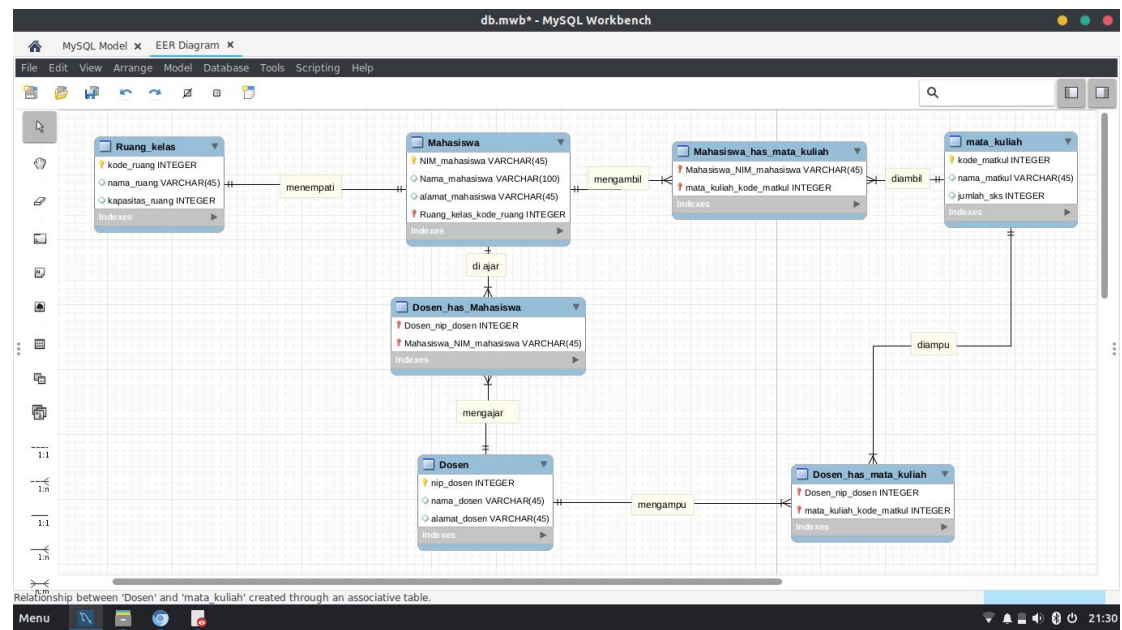 db.mwb* - MySQL Workbench
MySQL Model × EER Diagram ×
File Edit View Arrange Model Database Tools Scripting Help
Ruang_kelas
kode_ruang INTEGER
nama_ruang VARCHAR(45)
kapasitas_ruang INTEGER
Indexes
menempati
Mahasiswa
NIM_mahasiswa VARCHAR(45)
Nama_mahasiswa VARCHAR(100)
alamat_mahasiswa VARCHAR(45)
Ruang_kelas_kode_ruang INTEGER
Indexes
mengambil
Mahasiswa_has_mata_kuliah
Mahasiswa_NIM_mahasiswa VARCHAR(45)
mata_kuliah_kode_matkul INTEGER
Indexes
diambil
mata_kuliah
kode_matkul INTEGER
nama_matkul VARCHAR(45)
jumlah_sks INTEGER
Indexes
di ajar
Dosen_has_Mahasiswa
Dosen_nip_dosen INTEGER
Mahasiswa_NIM_mahasiswa VARCHAR(45)
Indexes
diampu
mengajar
Dosen
nip_dosen INTEGER
nama_dosen VARCHAR(45)
alamat_dosen VARCHAR(45)
Indexes
mengampu
Dosen_has_mata_kuliah
Dosen_nip_dosen INTEGER
mata_kuliah_kode_matkul INTEGER
Indexes
1:1
1:n
1:1
1:n
n:m
Relationship between 'Dosen' and 'mata_kuliah' created through an associative table.
Menu
21:30